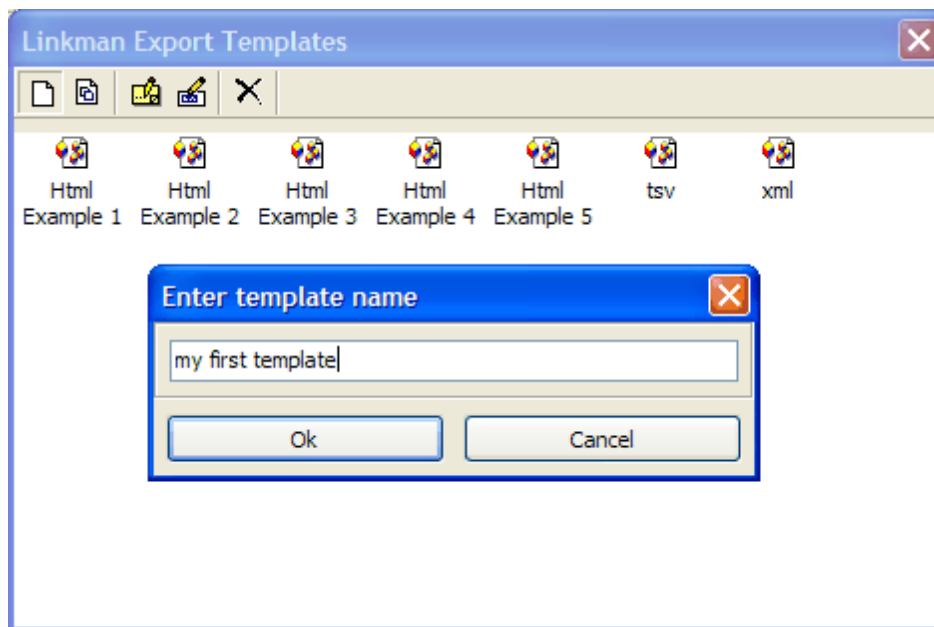 Linkman Export Templates
Html Html Html Html Html tsv xml
Example 1 Example 2 Example 3 Example 4 Example 5
Enter template name
my first template
Ok Cancel